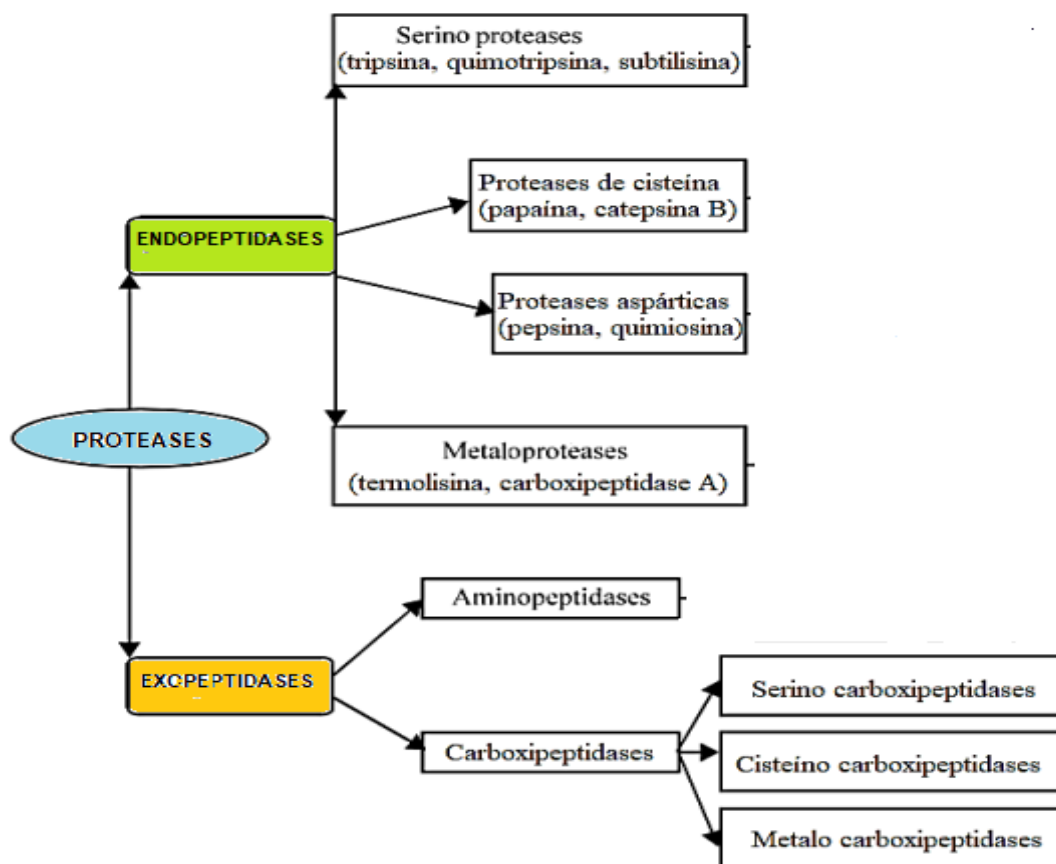 Serino proteases
(tripsina, quimotripsina, subtilisina)
Proteases de cisteína
(papaína, catepsina B)
ENDOPEPTIDASES
Proteases aspárticas
(pepsina, quimiosina)
PROTEASES
Metaloproteases
(termolisina, carboxipeptidase A)
Aminopeptidases
EXOPEPTIDASES
Serino carboxipeptidases
Carboxipeptidases
Cisteíno carboxipeptidases
Metalo carboxipeptidases